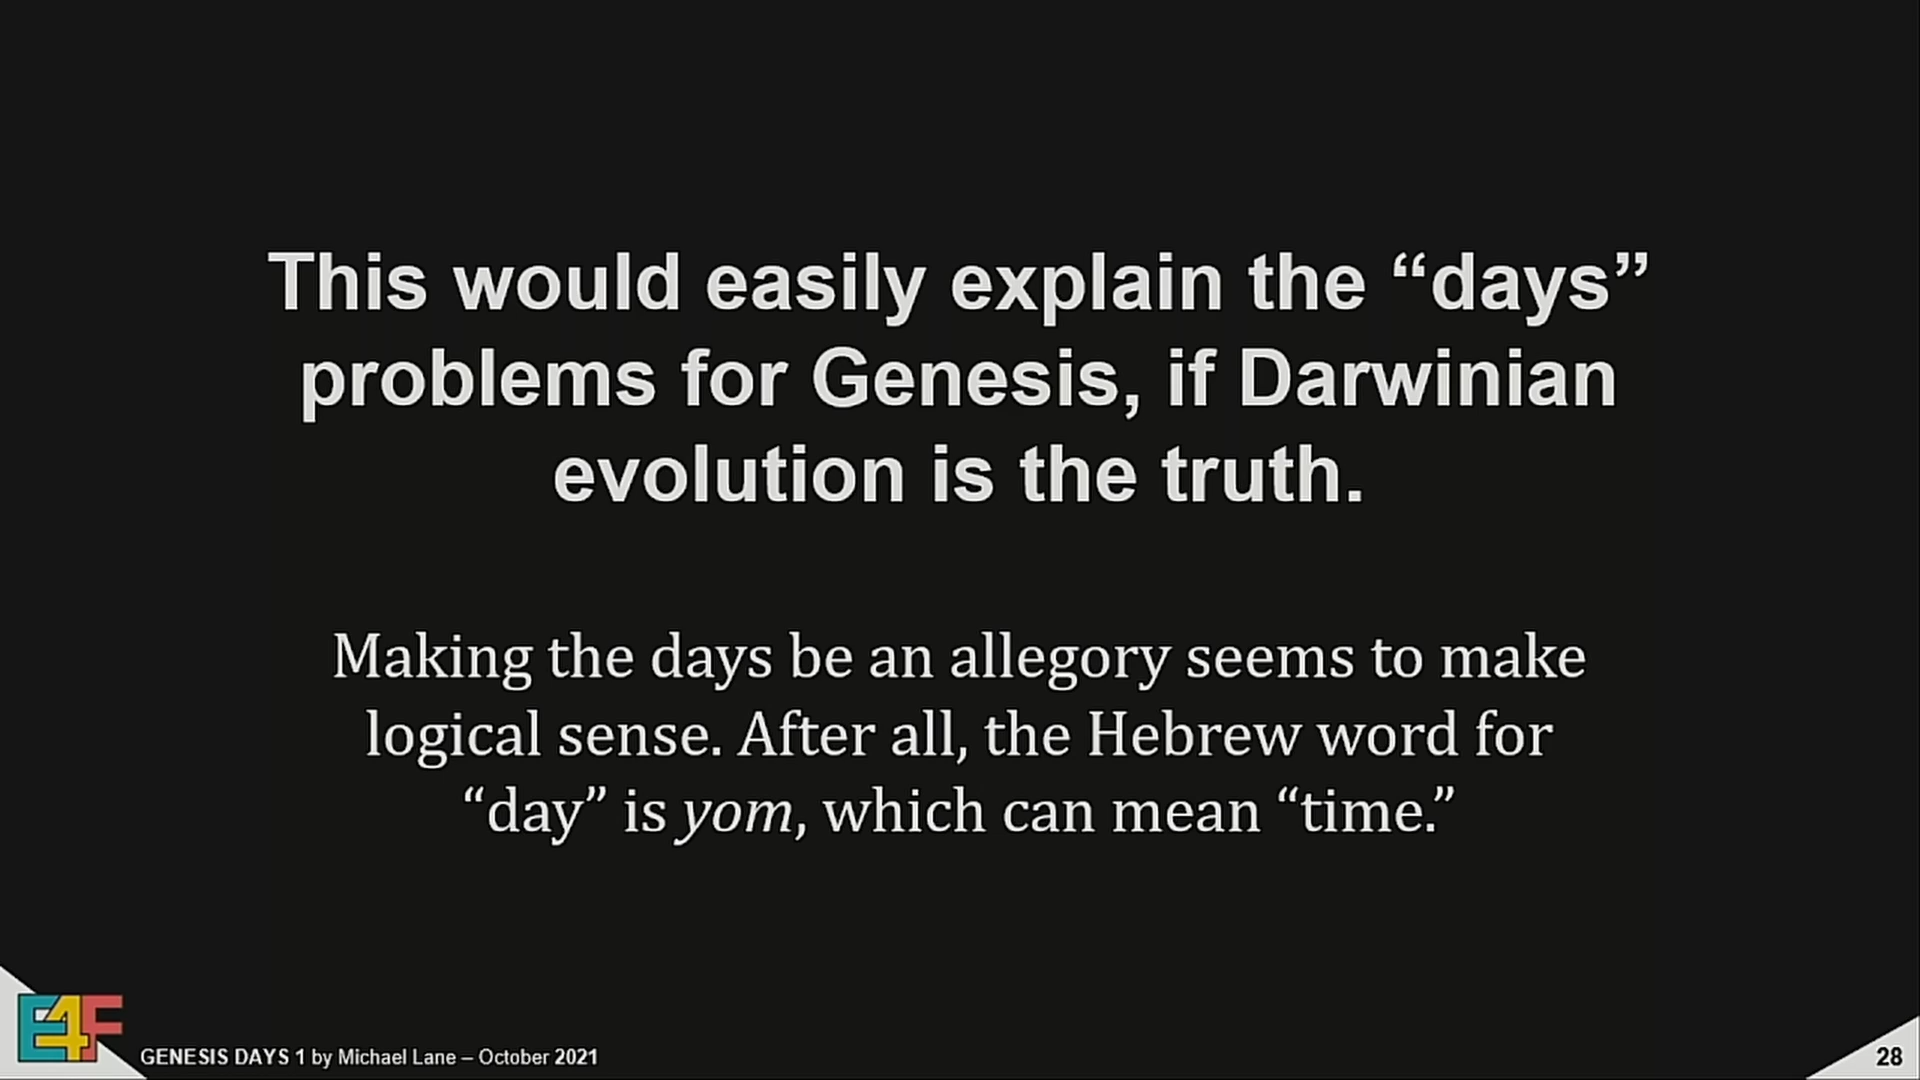 This would easily explain the “days”
problems for Genesis, if Darwinian
evolution is the truth.
Making the days be an allegory seems to make
logical sense. After all, the Hebrew word for
“day” is yom, which can mean “time.”
E4F
GENESIS DAYS 1 by Michael Lane – October 2021
28